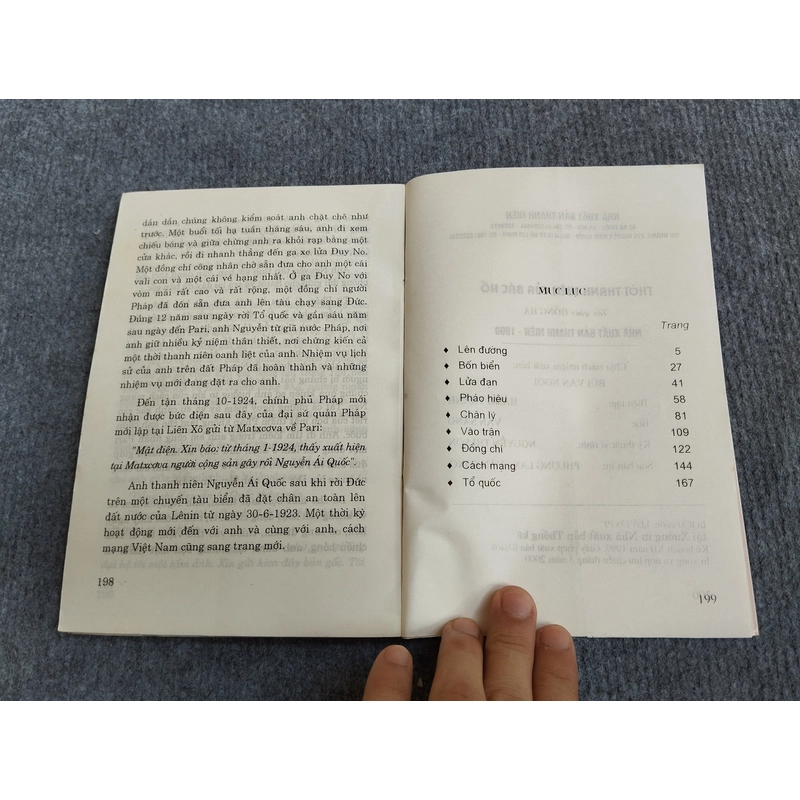 dần dần chúng không kiểm soát anh chặt chẽ như
trước. Một buổi tối hạ tuần tháng sáu, anh đi xem
chiếu bóng và giữa chừng anh ra khỏi rạp bằng một
cửa khác, rồi đi nhanh thẳng đến ga xe lửa Đuy No.
Một đồng chí công nhân chờ sẵn đưa cho anh một cái
vali con và một cái vé hạng nhất. Ở ga Đuy No với
vòm mái rất cao và rất rộng, một đồng chí người
Pháp đã đón sẵn đưa anh lên tàu chạy sang Đức.
Đúng 12 năm sau ngày rời Tổ quốc và gần sáu năm
sau ngày đến Pari, anh Nguyễn từ giã nước Pháp, nơi
anh giữ nhiều kỷ niệm thân thiết, nơi chứng kiến cả
một thời thanh niên oanh liệt của anh. Nhiệm vụ lịch
sử của anh trên đất Pháp đã hoàn thành và những
nhiệm vụ mới đang đặt ra cho anh.
Đến tận tháng 10-1924, chính phủ Pháp mới
nhận được bức điện sau đây của đại sứ quán Pháp
mới lập tại Liên Xô gửi từ Matxcơva về Pari:
"Mật điện. Xin báo: từ tháng 1-1924, thấy xuất hiện
tại Matxcơva người cộng sản gây rối Nguyễn Ái Quốc".
Anh thanh niên Nguyễn Ái Quốc sau khi rời Đức
trên một chuyến tàu biển đã đặt chân an toàn lên
đất nước của Lênin từ ngày 30-6-1923. Một thời kỳ
hoạt động mới đến với anh và cùng với anh, cách
mạng Việt Nam cũng sang trang mới.
198
MỤC LỤC
Trang
♦ Lên đường 5
♦ Bốn biển 27
♦ Lửa đạn 41
♦ Pháo hiệu 58
♦ Chân lý 81
♦ Vào trận 109
♦ Đồng chí 122
♦ Cách mạng 144
♦ Tổ quốc 167
199